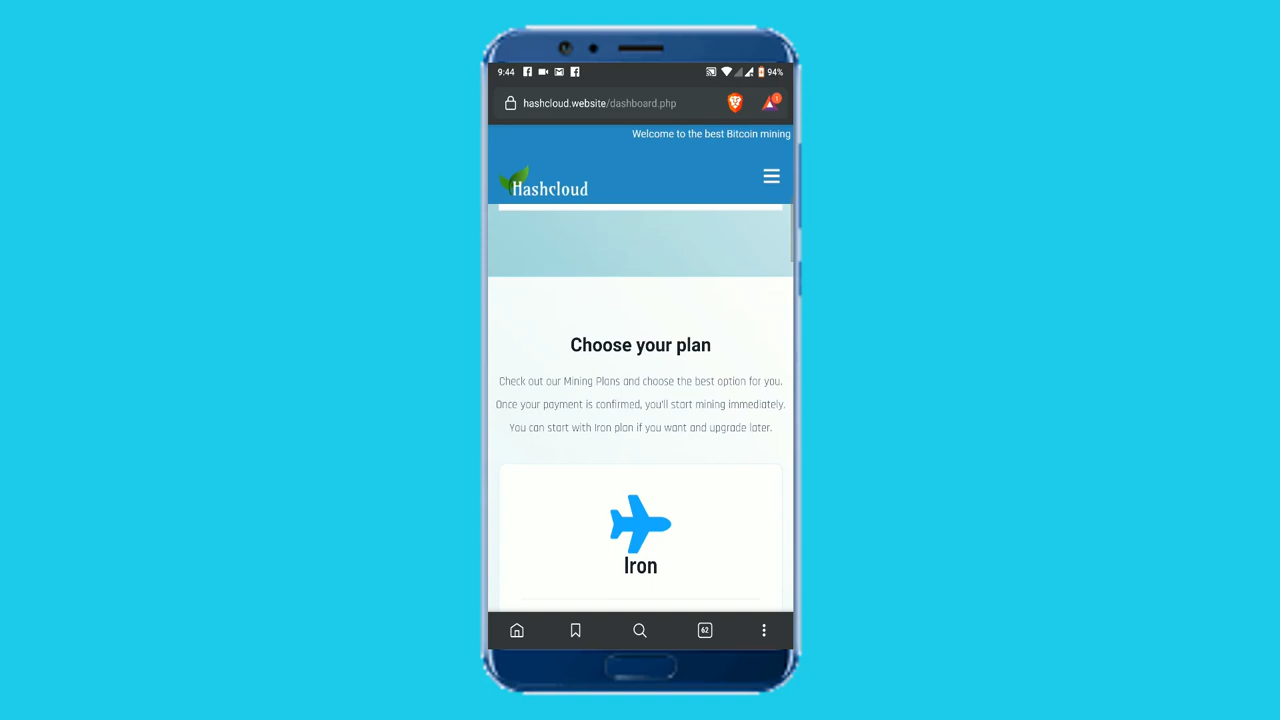 9:44
94%
hashcloud.website/dashboard.php
1
Welcome to the best Bitcoin mining
Hashcloud
Choose your plan
Check out our Mining Plans and choose the best option for you.
Once your payment is confirmed, you'll start mining immediately.
You can start with Iron plan if you want and upgrade later.
Iron
62